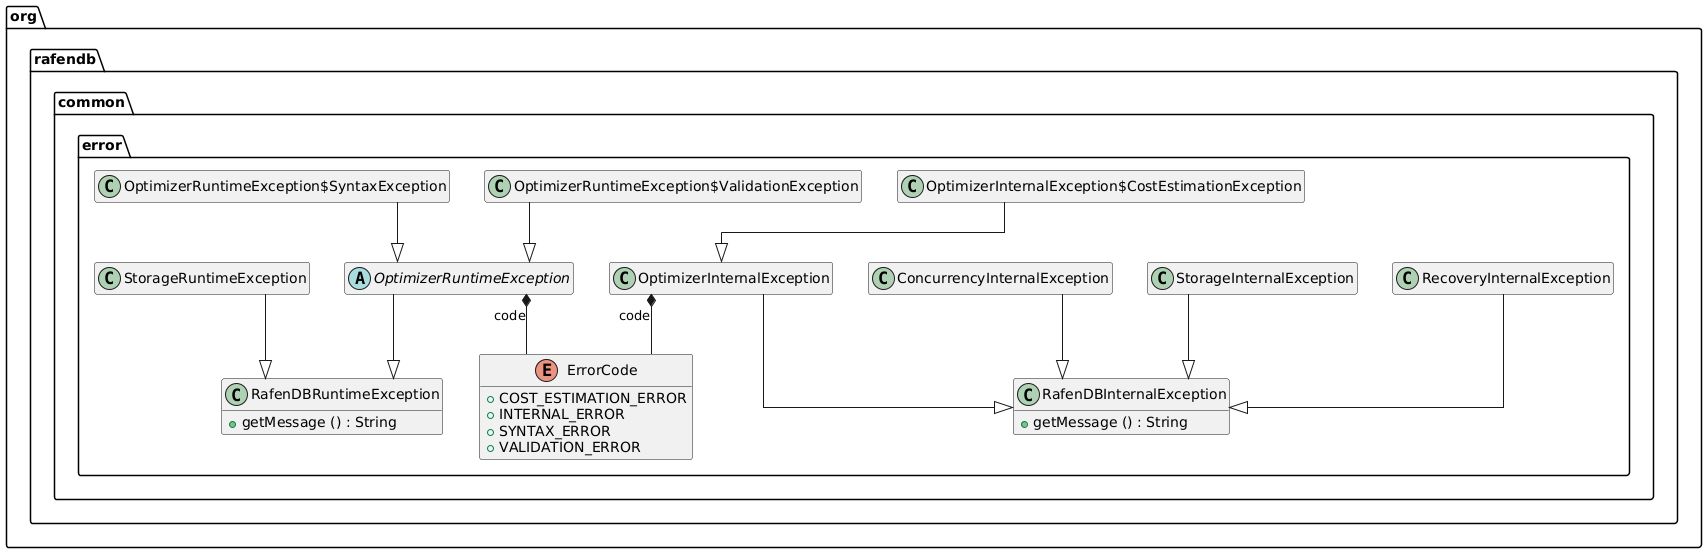 org
rafendb
common
error
C OptimizerRuntimeException$SyntaxException
C OptimizerRuntimeException$ValidationException
C OptimizerInternalException$CostEstimationException
C StorageRuntimeException
A OptimizerRuntimeException
C OptimizerInternalException
C ConcurrencyInternalException
C StorageInternalException
C RecoveryInternalException
code
code
C RafenDBRuntimeException
getMessage () : String
E ErrorCode
COST_ESTIMATION_ERROR
INTERNAL_ERROR
SYNTAX_ERROR
VALIDATION_ERROR
C RafenDBInternalException
getMessage () : String